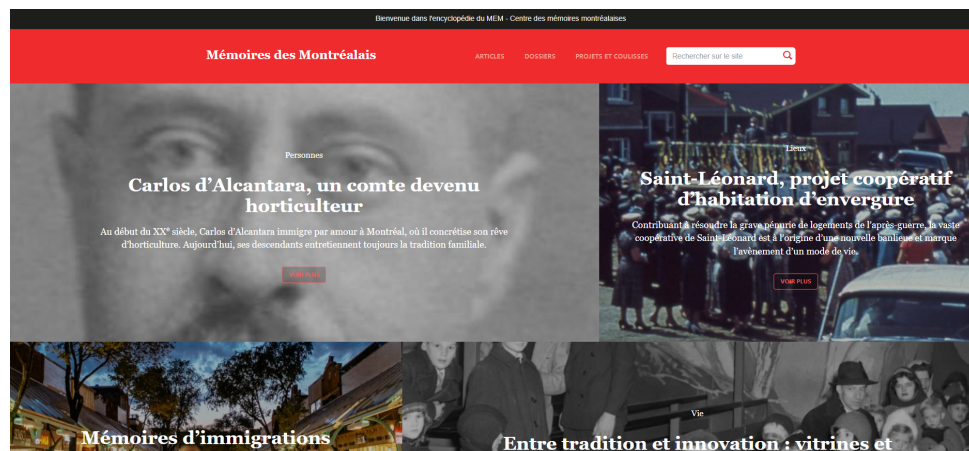 Bienvenue dans l'encyclopédie du MEM - Centre des mémoires montréalaises
Mémoires des Montréalais
ARTICLES
DOSSIERS
PROJETS ET COULISSES
Rechercher sur le site
Personnes
Carlos d'Alcantara, un comte devenu
horticulteur
Au début du XXᵉ siècle, Carlos d'Alcantara immigre par amour à Montréal, où il concrétise son rêve
d'horticulture. Aujourd'hui, ses descendants entretiennent toujours la tradition familiale.
VOIR PLUS
Lieux
Saint-Léonard, projet coopératif
d'habitation d'envergure
Contribuant à résoudre la grave pénurie de logements de l'après-guerre, la vaste
coopérative de Saint-Léonard est à l'origine d'une nouvelle banlieue et marque
l'avènement d'un mode de vie.
VOIR PLUS
Mémoires d'immigrations
Vie
Entre tradition et innovation : vitrines et